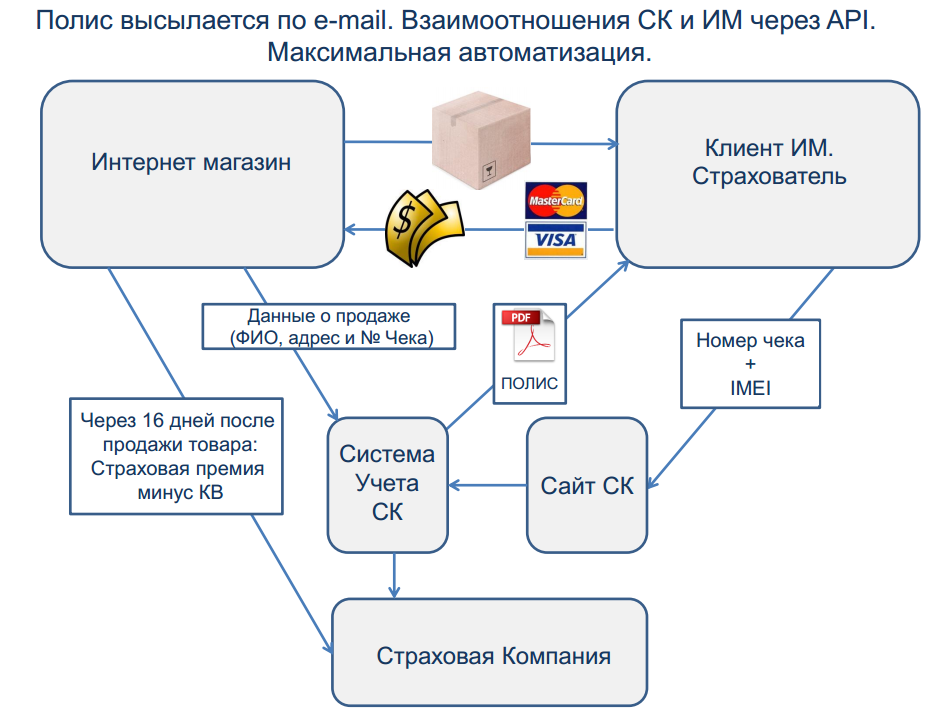 Полис высылается по e-mail. Взаимоотношения СК и ИМ через API.
Максимальная автоматизация.
Интернет магазин
Клиент ИМ.
Страхователь
$
MasterCard
VISA
Данные о продаже
(ФИО, адрес и № Чека)
PDF
ПОЛИС
Номер чека
+
IMEI
Через 16 дней после
продажи товара:
Страховая премия
минус КВ
Система
Учета
СК
Сайт СК
Страховая Компания